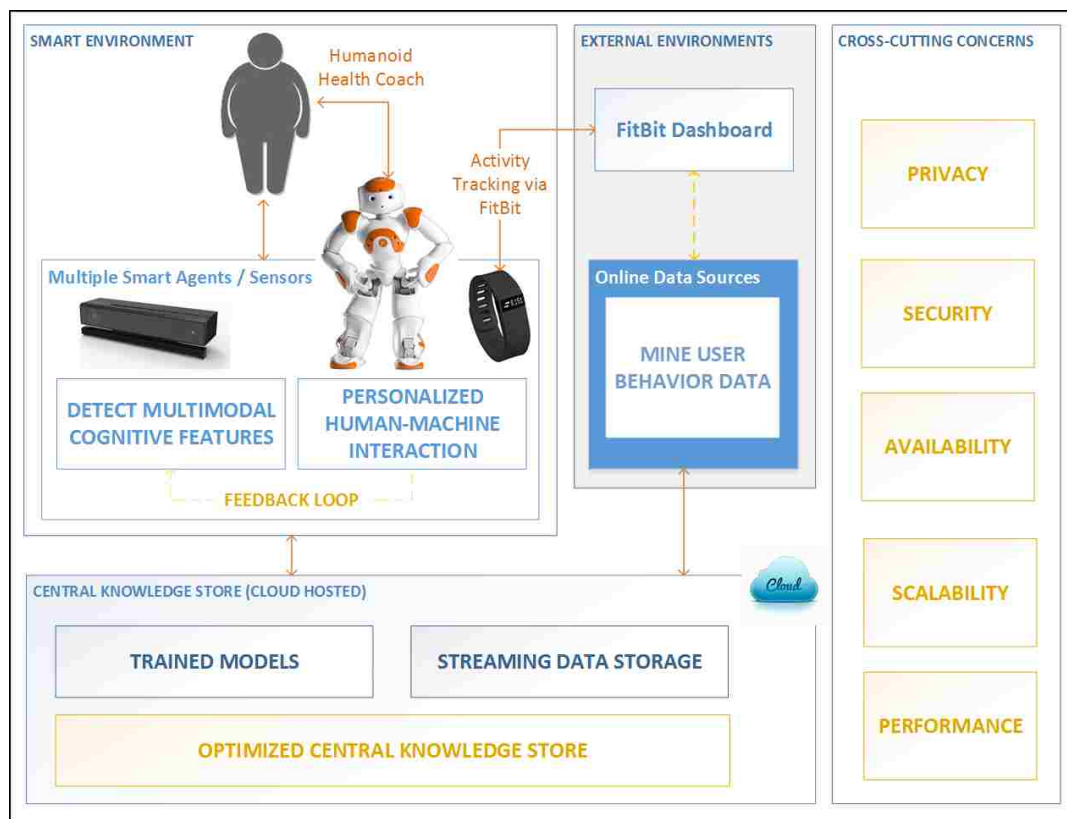 SMART ENVIRONMENT
Humanoid
Health Coach
Activity
Tracking via
FitBit
Multiple Smart Agents / Sensors
DETECT MULTIMODAL
COGNITIVE FEATURES
PERSONALIZED
HUMAN-MACHINE
INTERACTION
FEEDBACK LOOP
EXTERNAL ENVIRONMENTS
FitBit Dashboard
Online Data Sources
MINE USER
BEHAVIOR DATA
CENTRAL KNOWLEDGE STORE (CLOUD HOSTED)
Cloud
TRAINED MODELS
STREAMING DATA STORAGE
OPTIMIZED CENTRAL KNOWLEDGE STORE
CROSS-CUTTING CONCERNS
PRIVACY
SECURITY
AVAILABILITY
SCALABILITY
PERFORMANCE